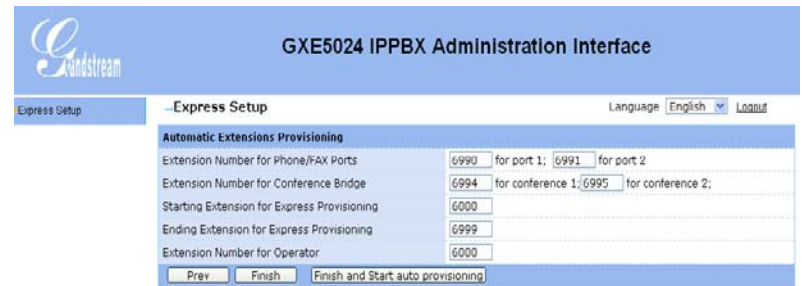 Grandstream
GXE5024 IPPBX Administration Interface
Express Setup
Express Setup
Language English Logout
Automatic Extensions Provisioning
Extension Number for Phone/FAX Ports 6990 for port 1; 6991 for port 2
Extension Number for Conference Bridge 6994 for conference 1; 6995 for conference 2;
Starting Extension for Express Provisioning 6000
Ending Extension for Express Provisioning 6999
Extension Number for Operator 6000
Prev Finish Finish and Start auto provisioning